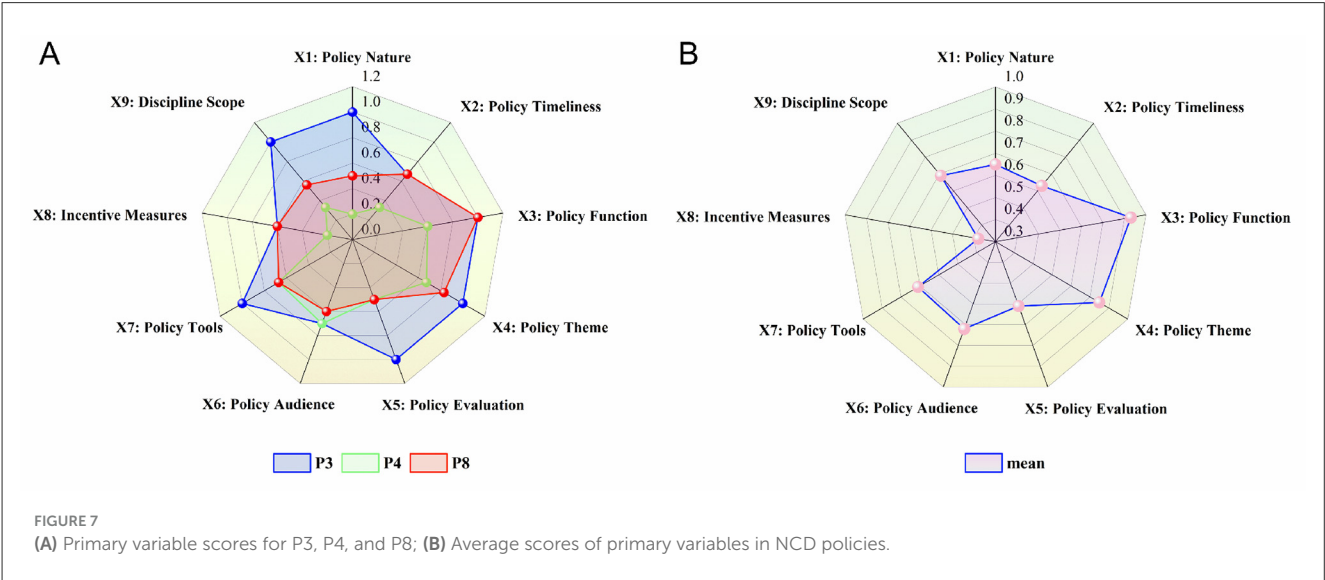 A
X1: Policy Nature
1.2
X9: Discipline Scope
1.0
X2: Policy Timeliness
0.8
0.6
0.4
0.2
X8: Incentive Measures
X3: Policy Function
0.0
X7: Policy Tools
X4: Policy Theme
X6: Policy Audience
X5: Policy Evaluation
P3 P4 P8
B
X1: Policy Nature
1.0
X9: Discipline Scope
0.9
X2: Policy Timeliness
0.8
0.7
0.6
0.5
X8: Incentive Measures
X3: Policy Function
0.4
0.3
X7: Policy Tools
X4: Policy Theme
X6: Policy Audience
X5: Policy Evaluation
mean
FIGURE 7
(A) Primary variable scores for P3, P4, and P8; (B) Average scores of primary variables in NCD policies.